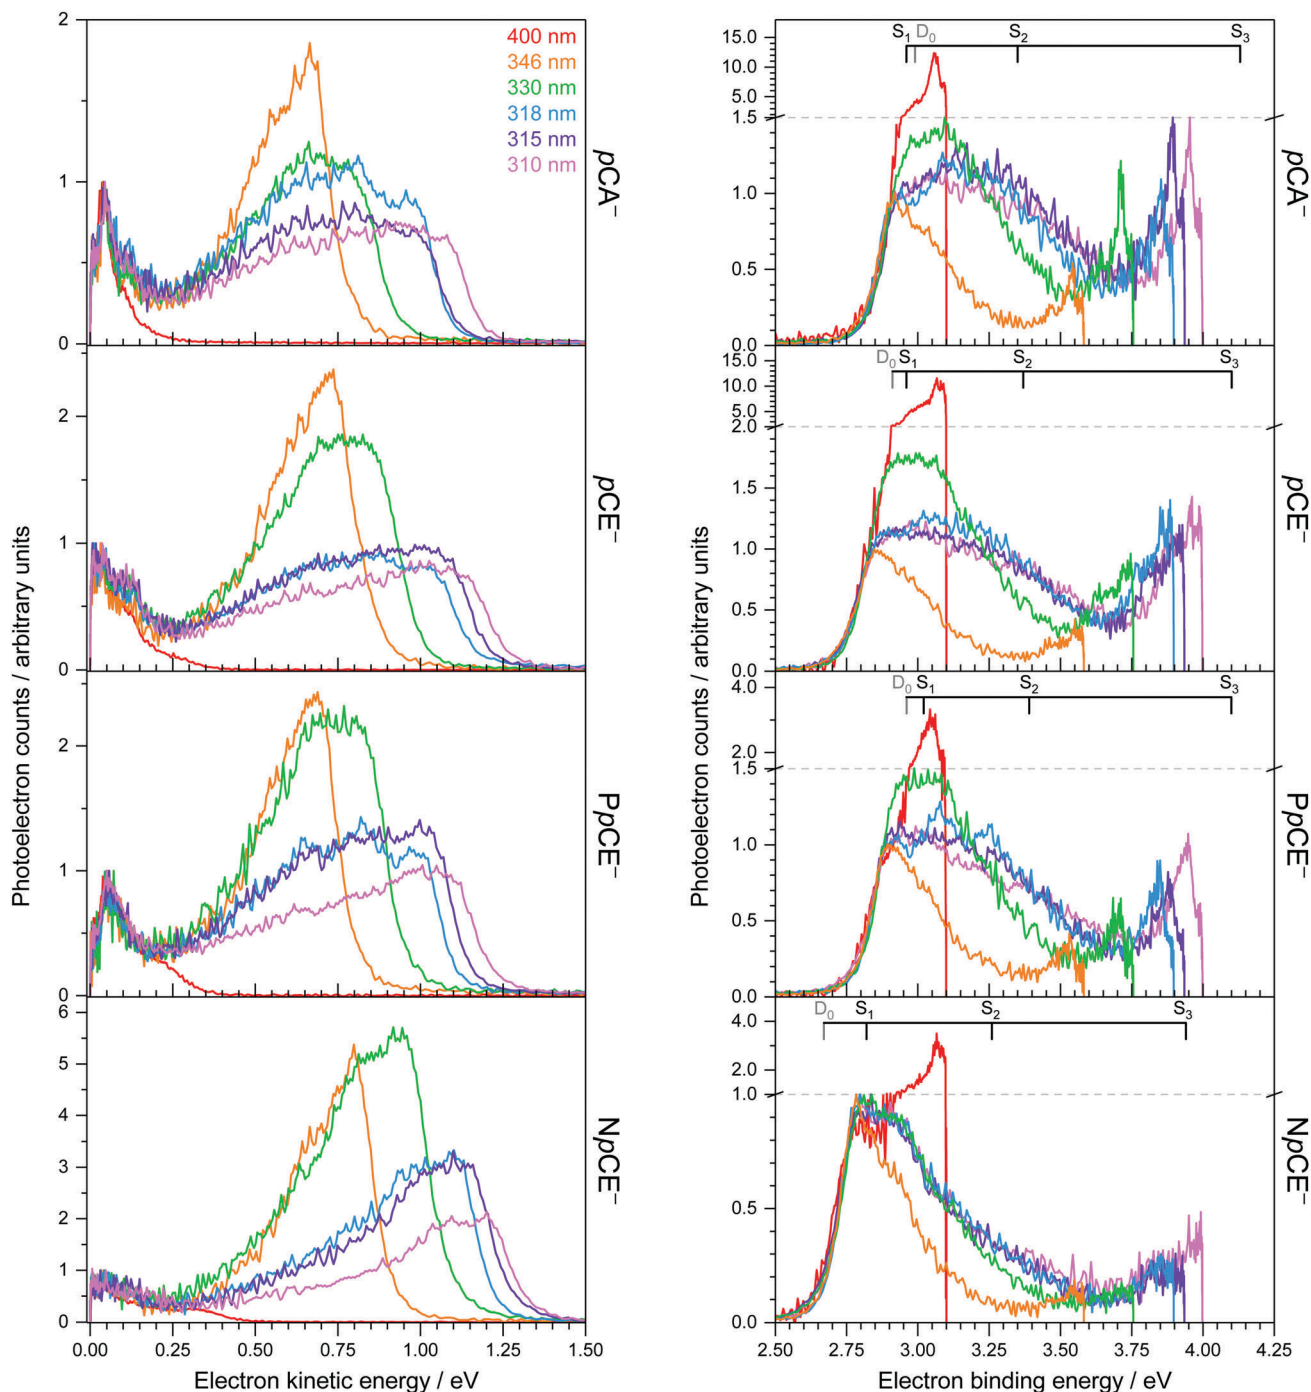 2
1
0
400 nm
346 nm
330 nm
318 nm
315 nm
310 nm
pCA⁻
2
1
0
pCE⁻
2
1
0
PpCE⁻
6
5
4
3
2
1
0
NpCE⁻
0.00 0.25 0.50 0.75 1.00 1.25 1.50
Electron kinetic energy / eV
Photoelectron counts / arbitrary units
S₁ D₀ S₂ S₃
15.0
10.0
5.0
1.5
1.0
0.5
0.0
pCA⁻
D₀ S₁ S₂ S₃
15.0
10.0
5.0
2.0
1.5
1.0
0.5
0.0
pCE⁻
D₀ S₁ S₂ S₃
4.0
2.0
1.5
1.0
0.5
0.0
PpCE⁻
D₀ S₁ S₂ S₃
4.0
2.0
1.0
0.5
0.0
NpCE⁻
2.50 2.75 3.00 3.25 3.50 3.75 4.00 4.25
Electron binding energy / eV
Photoelectron counts / arbitrary units